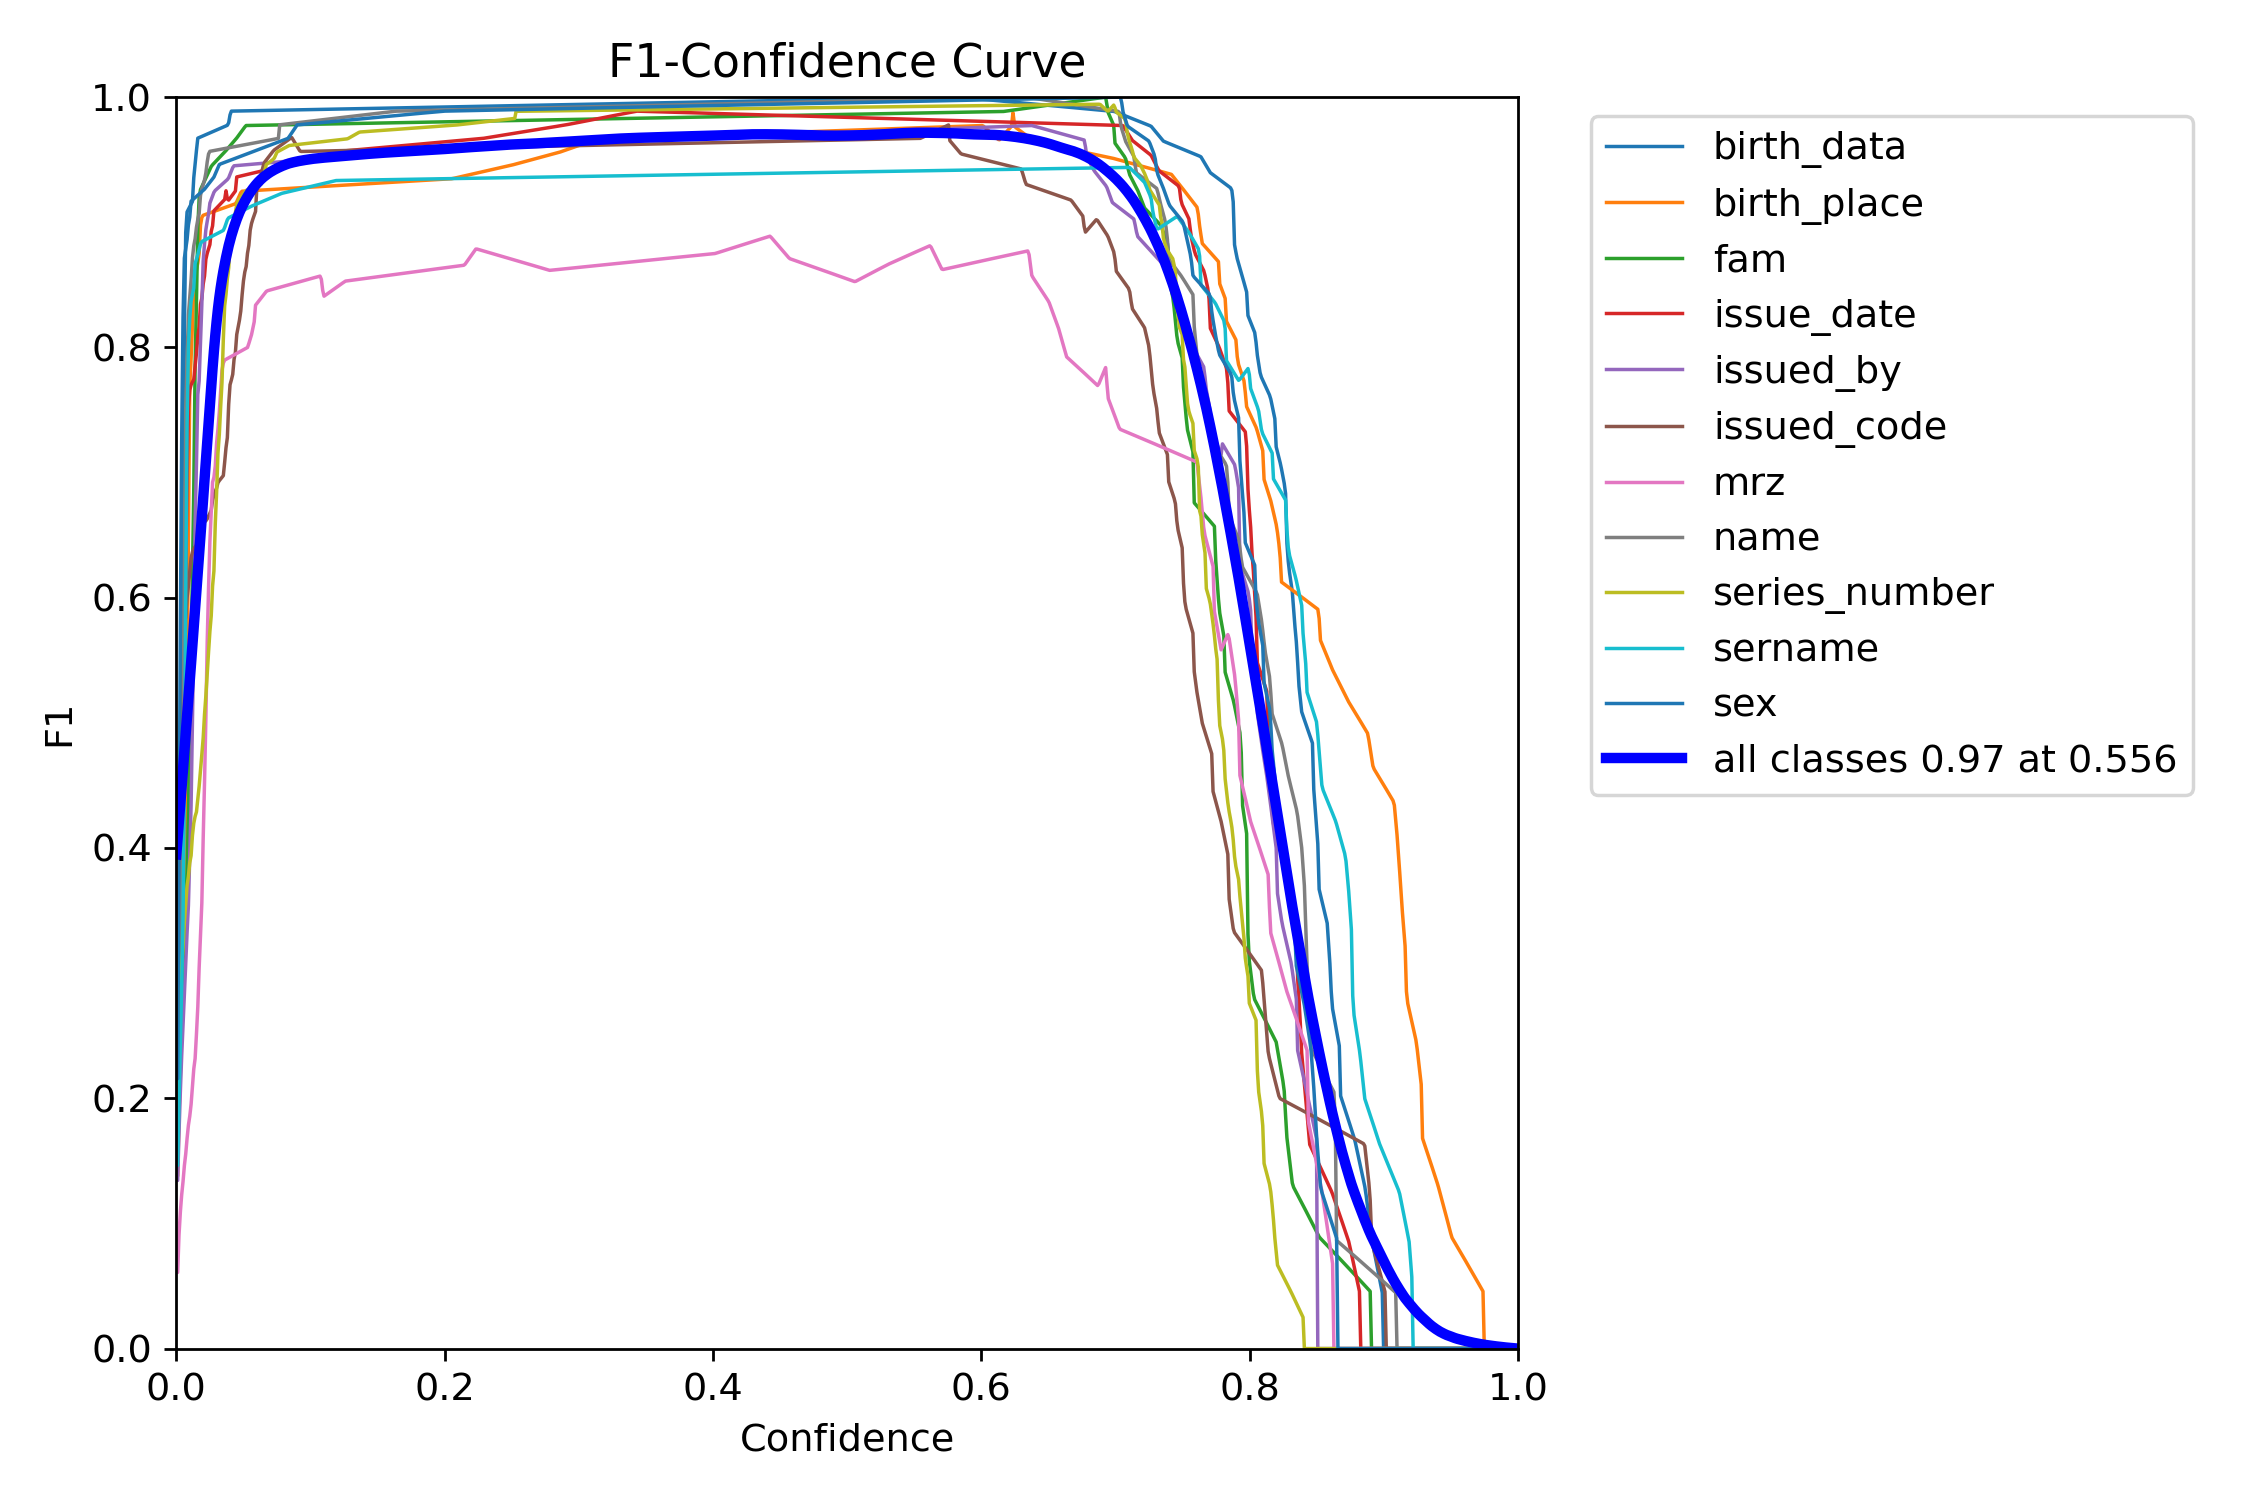 F1-Confidence Curve
1.0
0.8
0.6
0.4
0.2
0.0
F1
0.0 0.2 0.4 0.6 0.8 1.0
Confidence
birth_data
birth_place
fam
issue_date
issued_by
issued_code
mrz
name
series_number
sername
sex
all classes 0.97 at 0.556